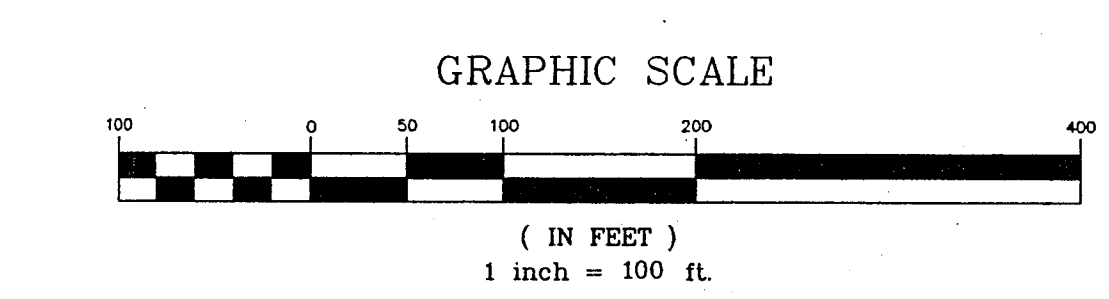 GRAPHIC SCALE
100 0 50 100 200 400
( IN FEET )
1 inch = 100 ft.